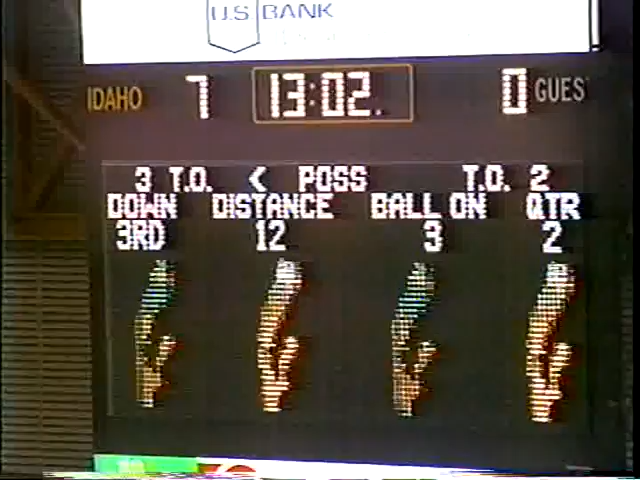 U.S BANK
IDAHO 7 13:02. 0 GUES
3 T.O. < POSS T.O. 2
DOWN DISTANCE BALL ON QTR
3RD 12 3 2